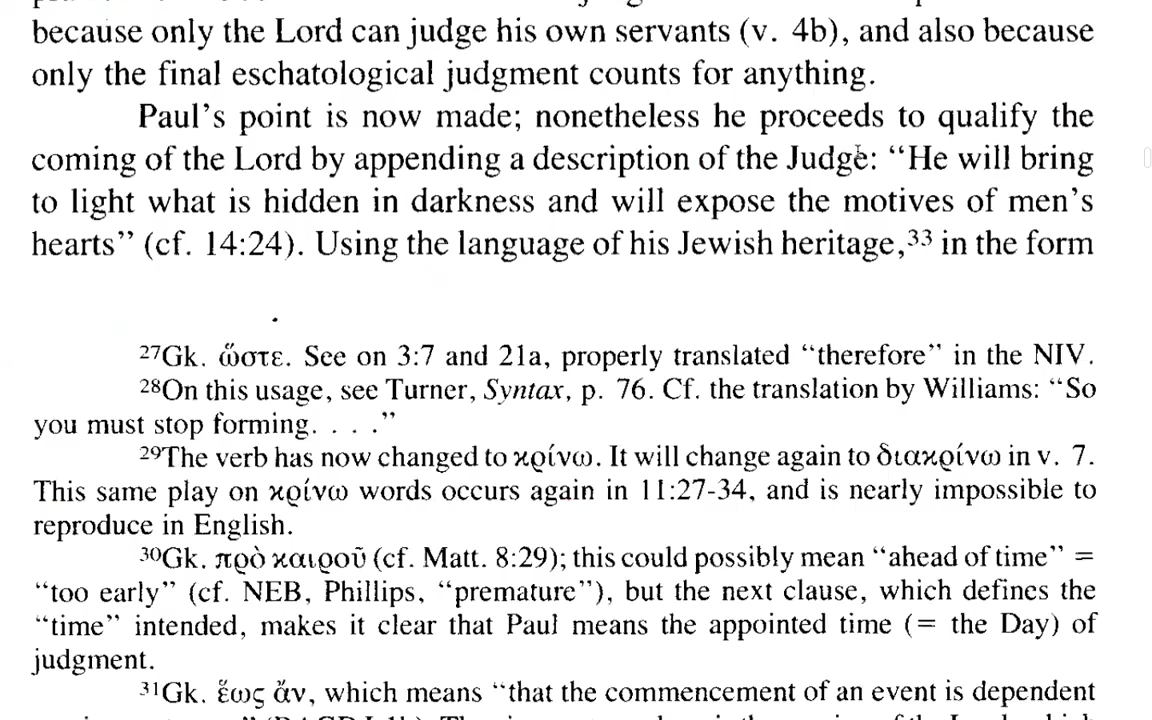 because only the Lord can judge his own servants (v. 4b), and also because
only the final eschatological judgment counts for anything.
Paul's point is now made; nonetheless he proceeds to qualify the
coming of the Lord by appending a description of the Judge: “He will bring
to light what is hidden in darkness and will expose the motives of men's
hearts” (cf. 14:24). Using the language of his Jewish heritage,³³ in the form
²⁷Gk. ὥστε. See on 3:7 and 21a, properly translated “therefore” in the NIV.
²⁸On this usage, see Turner, Syntax, p. 76. Cf. the translation by Williams: “So
you must stop forming. . . .”
²⁹The verb has now changed to κρίνω. It will change again to διακρίνω in v. 7.
This same play on κρίνω words occurs again in 11:27-34, and is nearly impossible to
reproduce in English.
³⁰Gk. πρὸ καιροῦ (cf. Matt. 8:29); this could possibly mean “ahead of time” =
“too early” (cf. NEB, Phillips, “premature”), but the next clause, which defines the
“time” intended, makes it clear that Paul means the appointed time (= the Day) of
judgment.
³¹Gk. ἕως ἄν, which means “that the commencement of an event is dependent